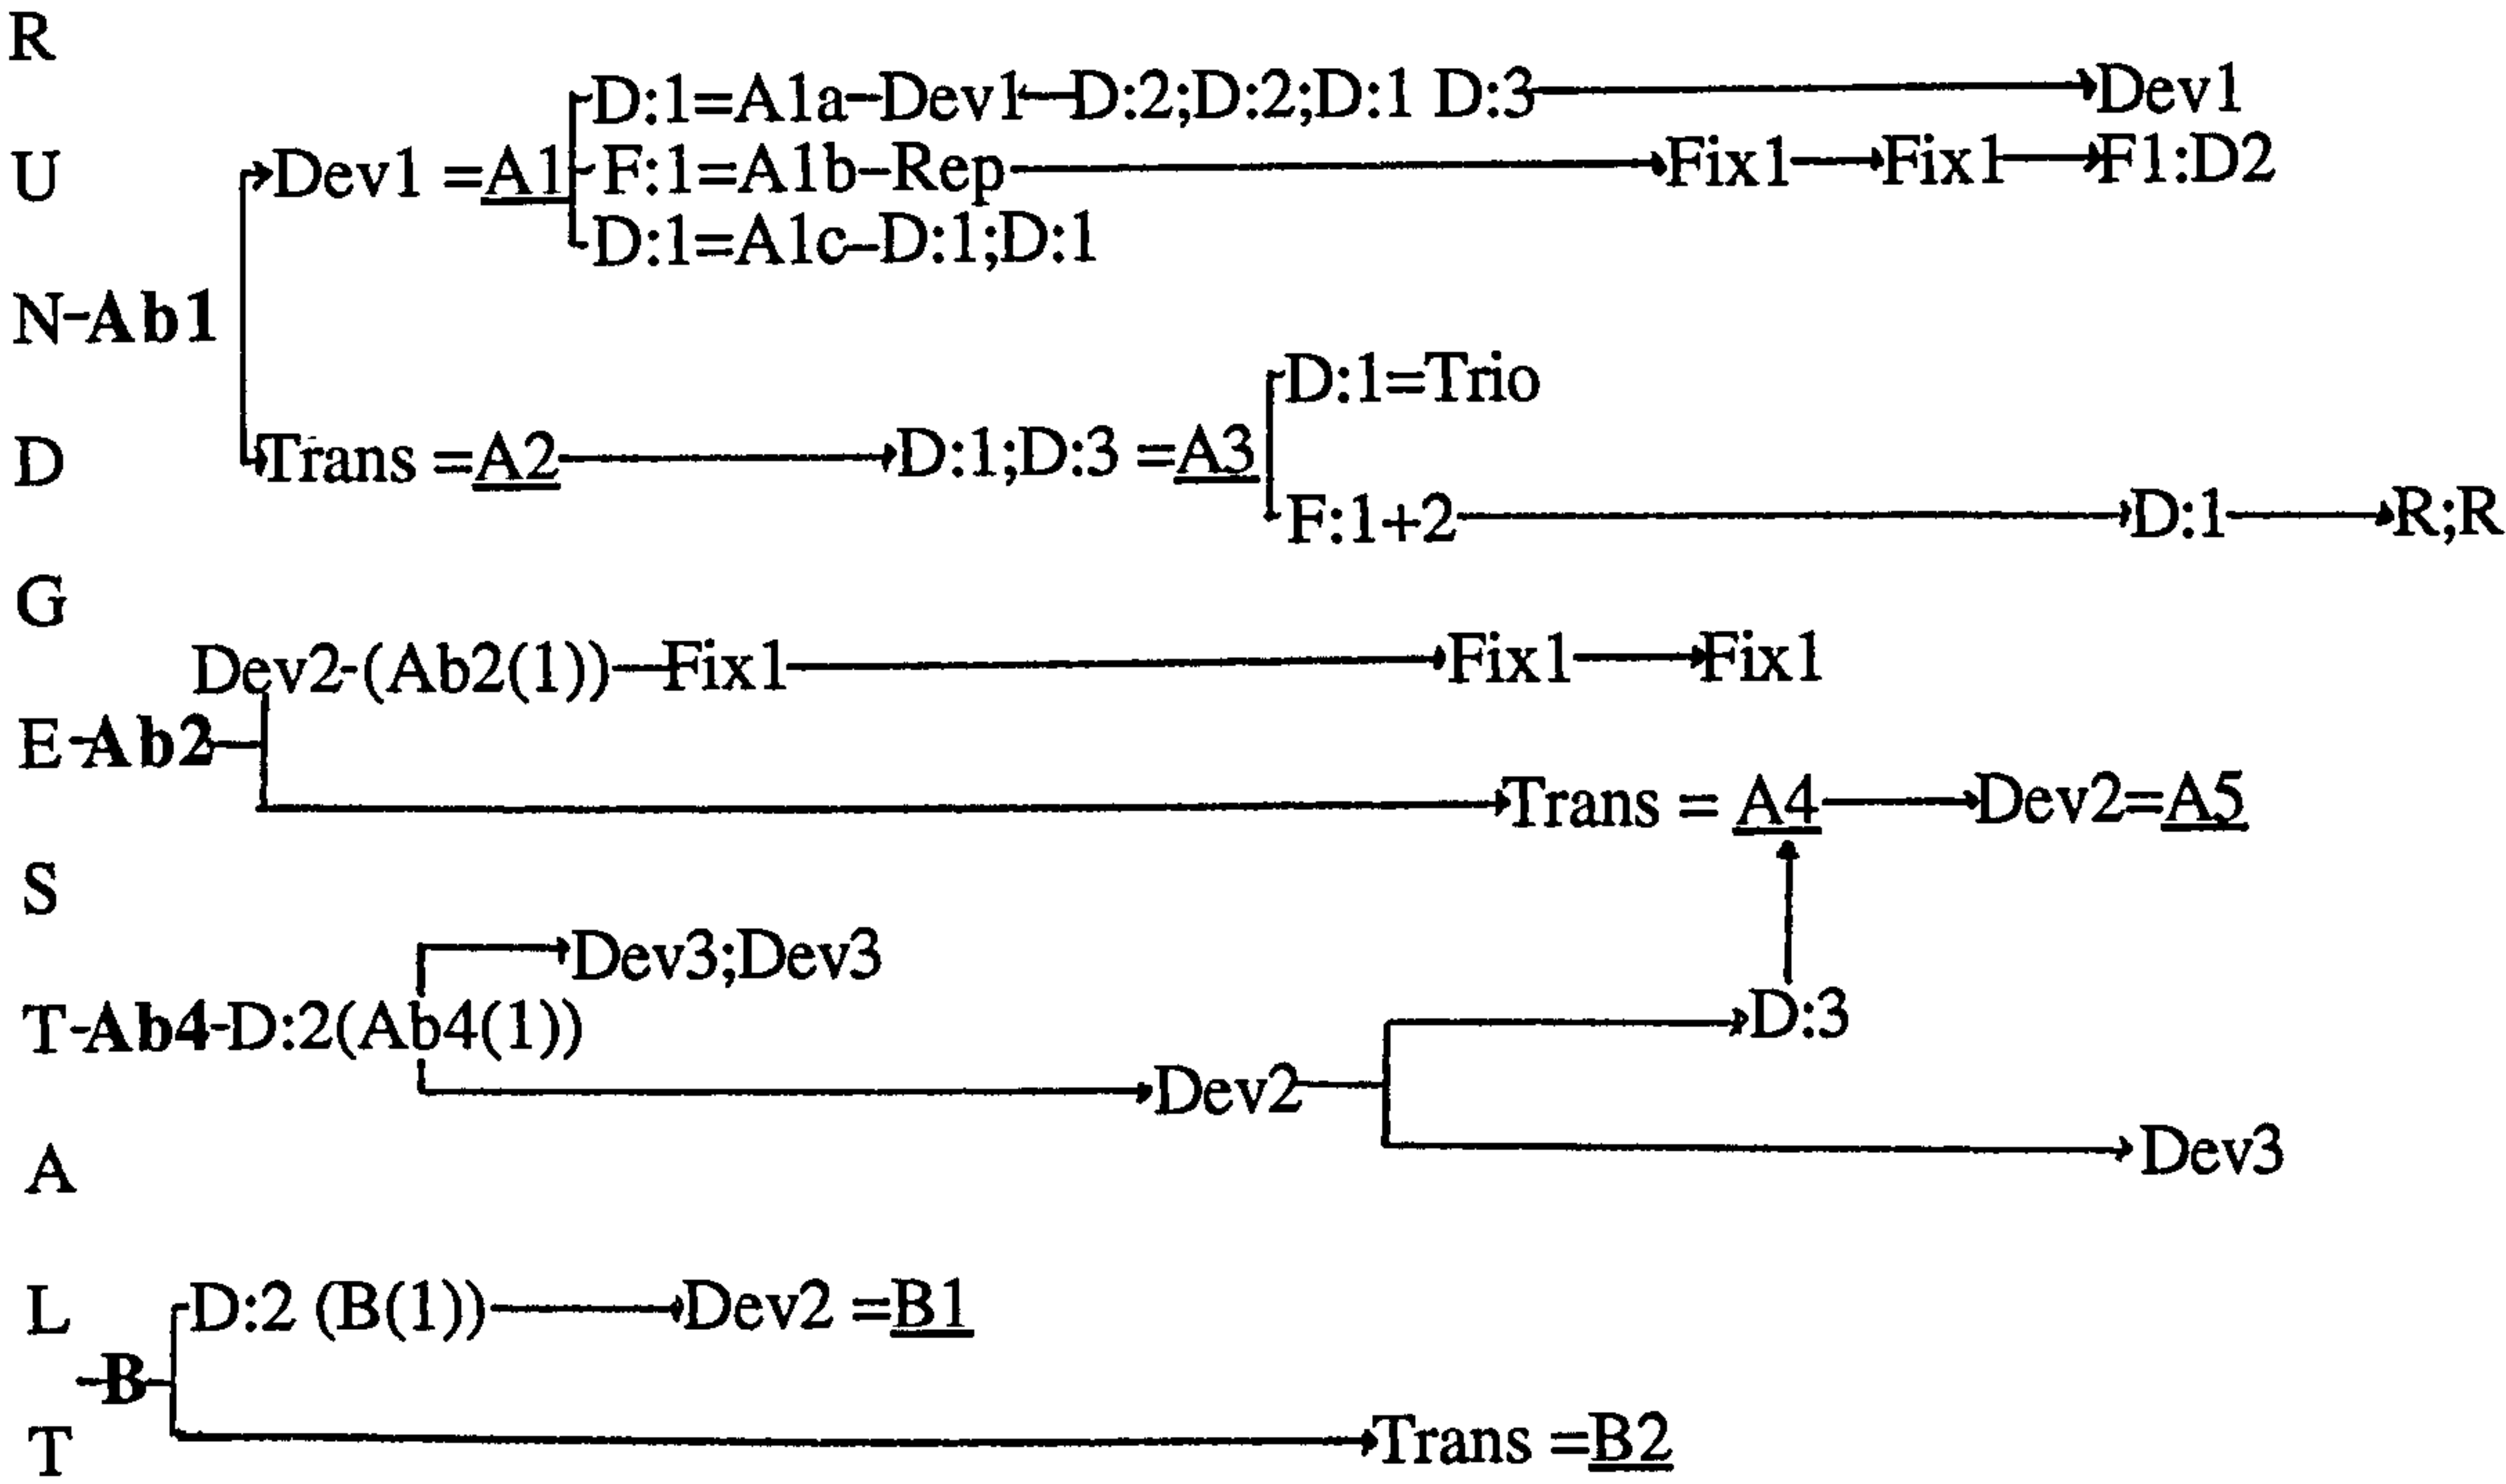 R
D:1=A1a–Dev1 D:2;D:2;D:1 D:3 Dev1
U Dev1 =A1 F:1=A1b–Rep Fix1 Fix1 F1:D2
D:1=A1c–D:1;D:1
N-Ab1
D:1=Trio
D Trans =A2 D:1;D:3 =A3
F:1+2 D:1 R;R
G
Dev2-(Ab2(1)) Fix1 Fix1 Fix1
E-Ab2
Trans = A4 Dev2=A5
S
Dev3;Dev3
T-Ab4-D:2(Ab4(1)) D:3
Dev2
A Dev3
L D:2 (B(1)) Dev2 =B1
–B
T Trans =B2